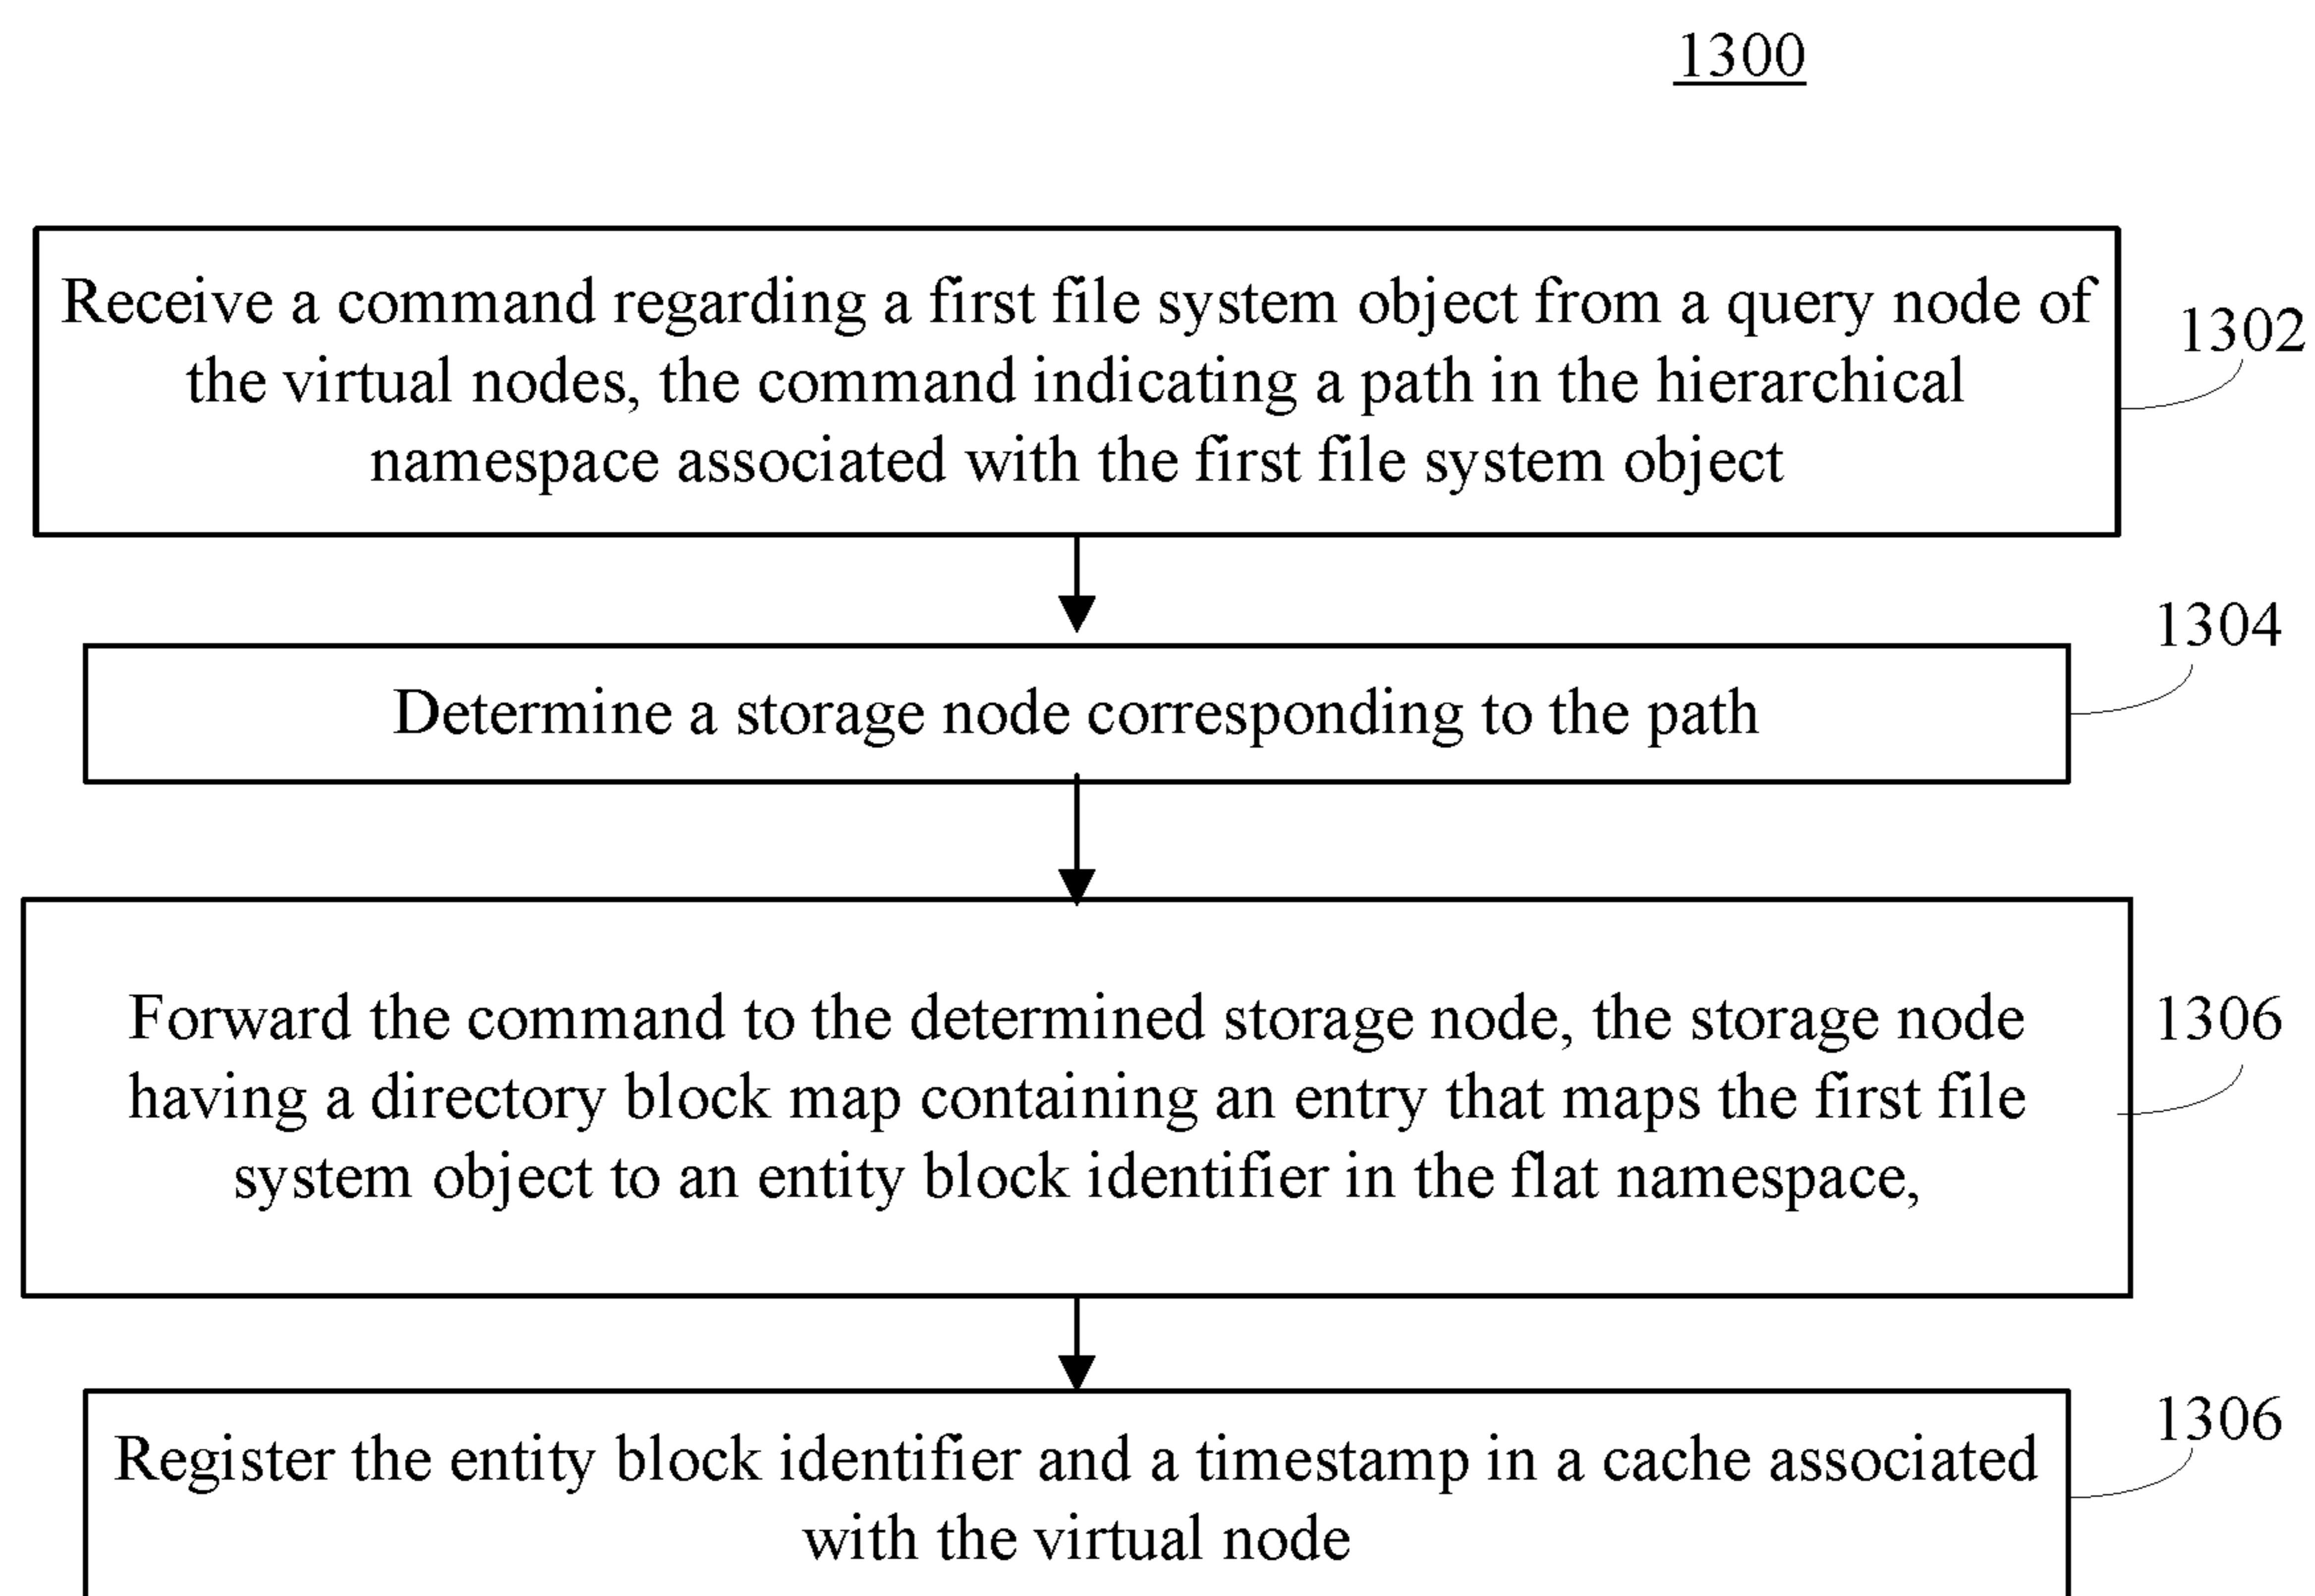 1300
Receive a command regarding a first file system object from a query node of
the virtual nodes, the command indicating a path in the hierarchical
namespace associated with the first file system object
1302
1304
Determine a storage node corresponding to the path
Forward the command to the determined storage node, the storage node
having a directory block map containing an entry that maps the first file
system object to an entity block identifier in the flat namespace,
1306
1306
Register the entity block identifier and a timestamp in a cache associated
with the virtual node